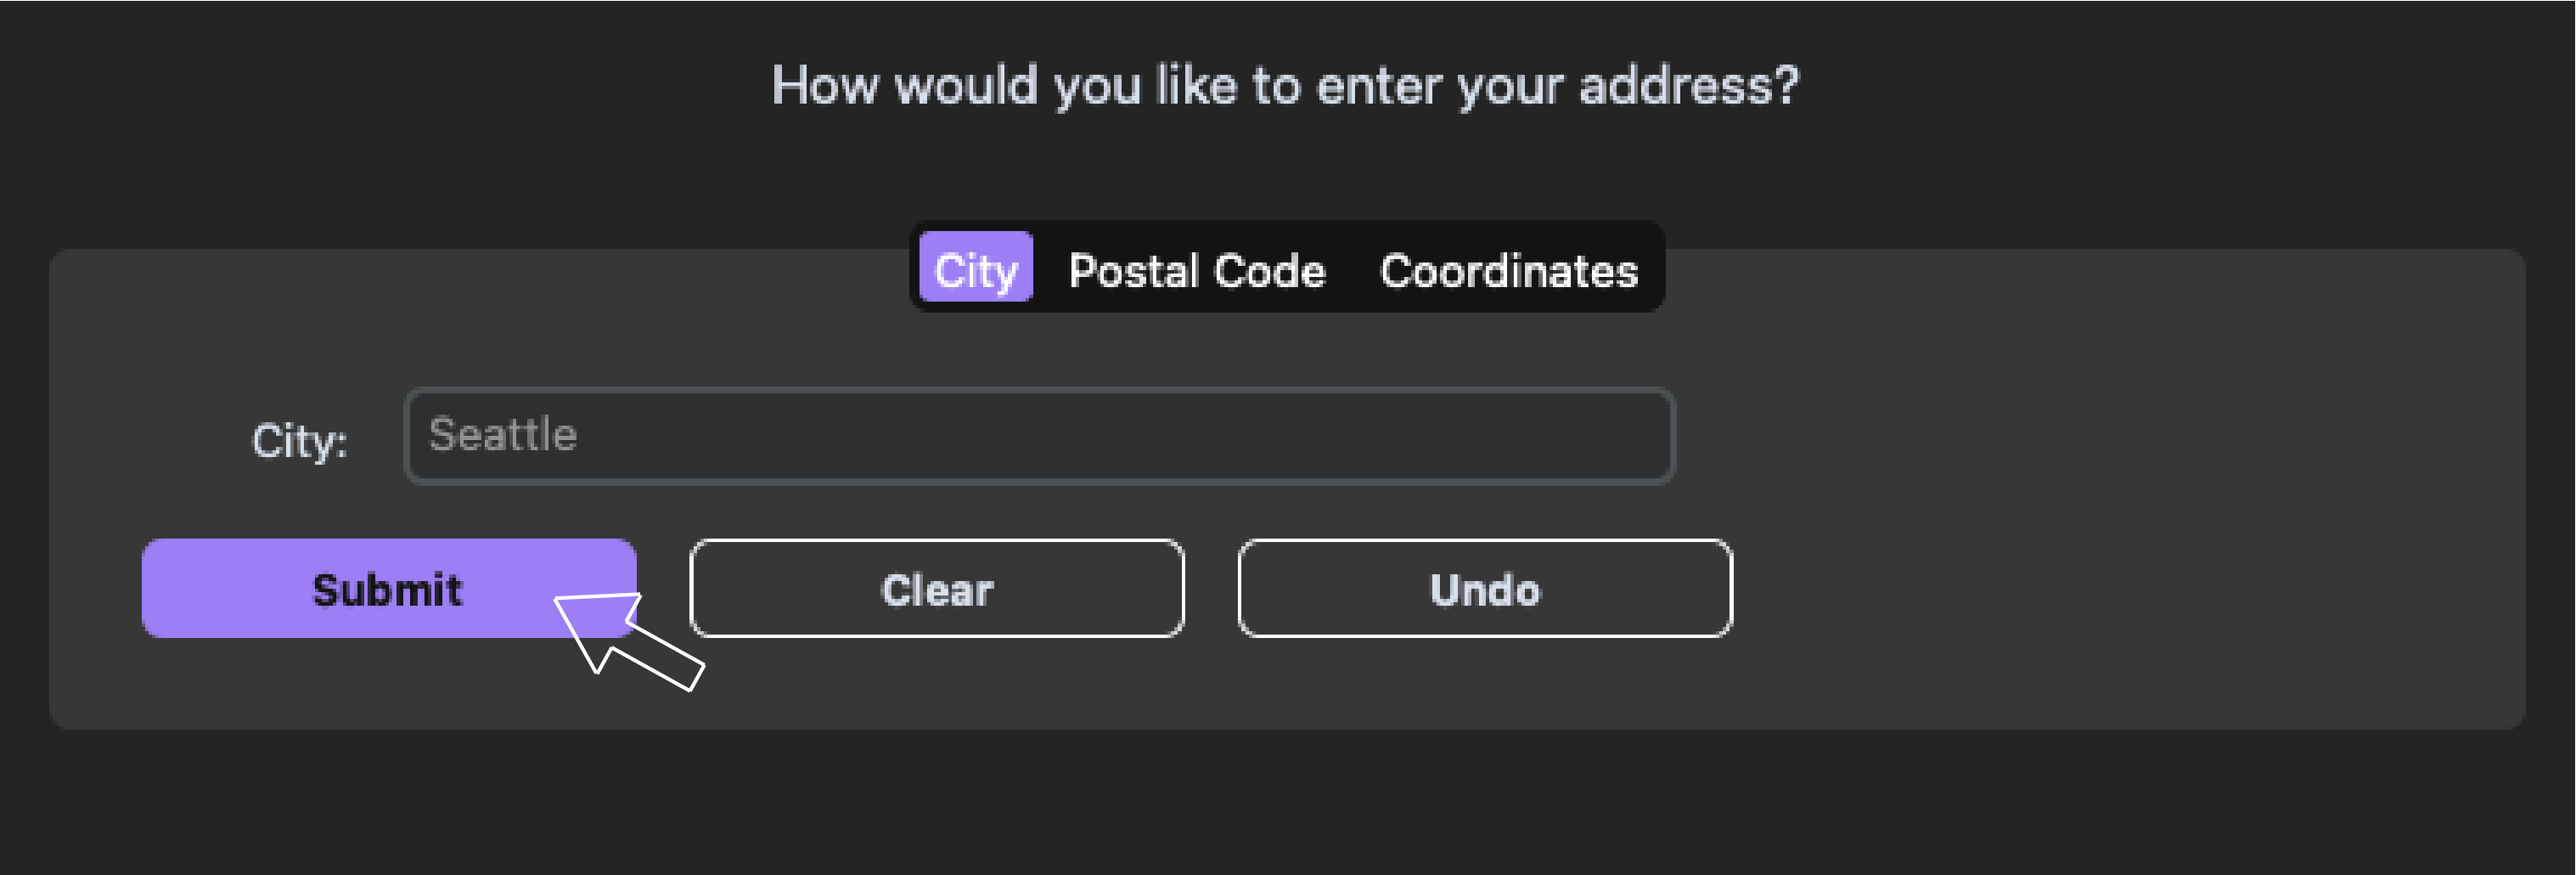 How would you like to enter your address?
City Postal Code Coordinates
City: Seattle
Submit Clear Undo